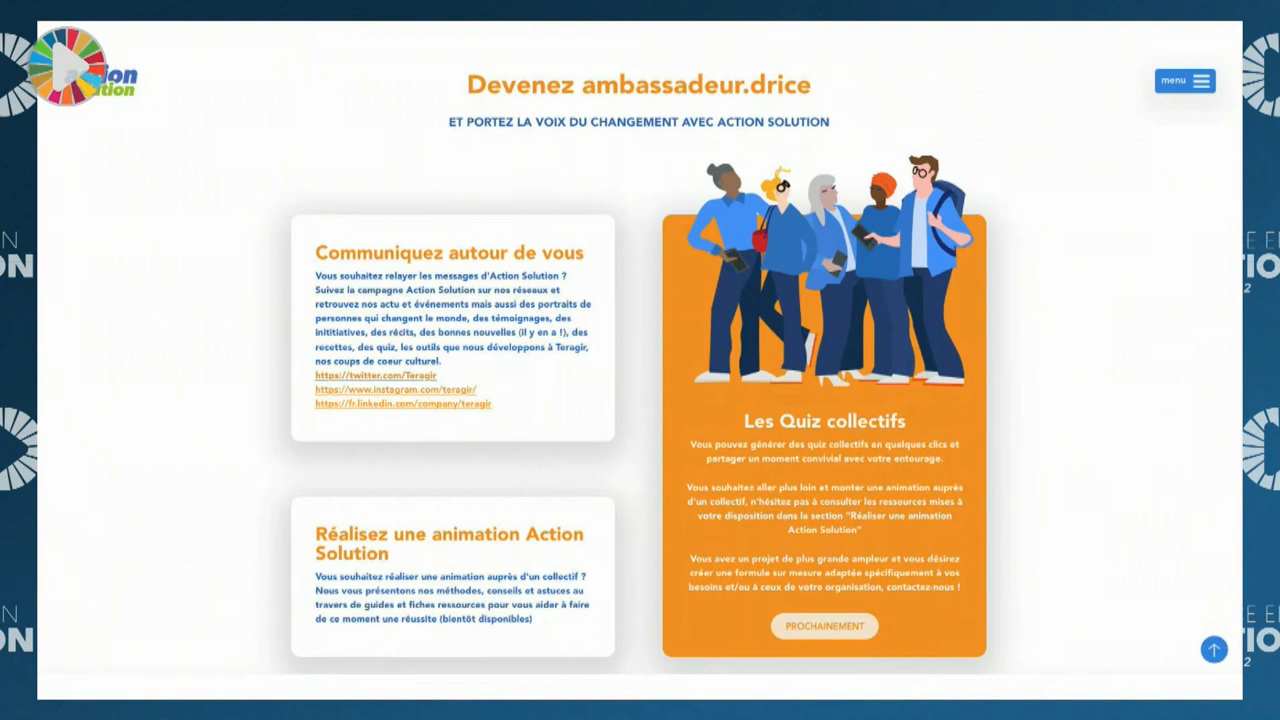 Devenez ambassadeur.drice
menu
ET PORTEZ LA VOIX DU CHANGEMENT AVEC ACTION SOLUTION
Communiquez autour de vous
Vous souhaitez relayer les messages d'Action Solution ?
Suivez la campagne Action Solution sur nos réseaux et
retrouvez nos actu et événements mais aussi des portraits de
personnes qui changent le monde, des témoignages, des
inititiatives, des récits, des bonnes nouvelles (il y en a !), des
recettes, des quiz, les outils que nous développons à Teragir,
nos coups de coeur culturel.
https://twitter.com/Teragir
https://www.instagram.com/teragir/
https://fr.linkedin.com/company/teragir
Réalisez une animation Action
Solution
Vous souhaitez réaliser une animation auprès d'un collectif ?
Nous vous présentons nos méthodes, conseils et astuces au
travers de guides et fiches ressources pour vous aider à faire
de ce moment une réussite (bientôt disponibles)
Les Quiz collectifs
Vous pouvez générer des quiz collectifs en quelques clics et
partager un moment convivial avec votre entourage.
Vous souhaitez aller plus loin et monter une animation auprès
d'un collectif, n'hésitez pas à consulter les ressources mises à
votre disposition dans la section "Réaliser une animation
Action Solution"
Vous avez un projet de plus grande ampleur et vous désirez
créer une formule sur mesure adaptée spécifiquement à vos
besoins et/ou à ceux de votre organisation, contactez-nous !
PROCHAINEMENT